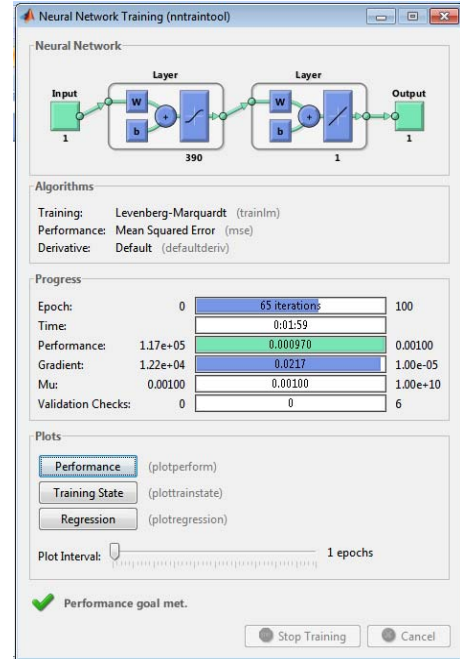 Neural Network Training (nntraintool)
Neural Network
Layer Layer
Input Output
W W
b b
+ +
1 390 1 1
Algorithms
Training: Levenberg-Marquardt (trainlm)
Performance: Mean Squared Error (mse)
Derivative: Default (defaultderiv)
Progress
Epoch: 0 65 iterations 100
Time: 0:01:59
Performance: 1.17e+05 0.000970 0.00100
Gradient: 1.22e+04 0.0217 1.00e-05
Mu: 0.00100 0.00100 1.00e+10
Validation Checks: 0 0 6
Plots
Performance (plotperform)
Training State (plottrainstate)
Regression (plotregression)
Plot Interval: 1 epochs
Performance goal met.
Stop Training Cancel